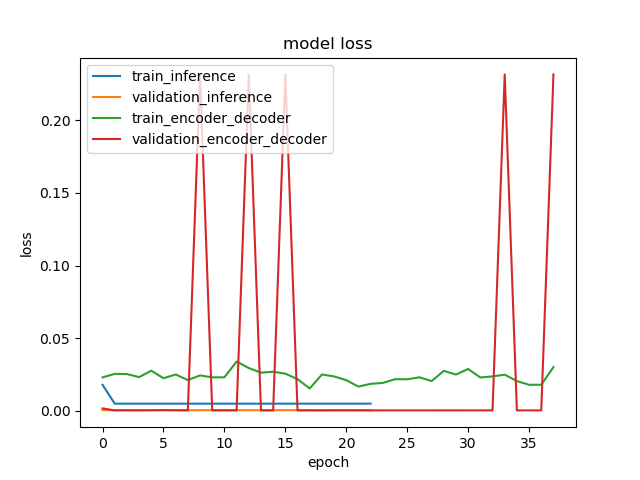 model loss
train_inference
validation_inference
train_encoder_decoder
validation_encoder_decoder
loss
0.20
0.15
0.10
0.05
0.00
0 5 10 15 20 25 30 35
epoch